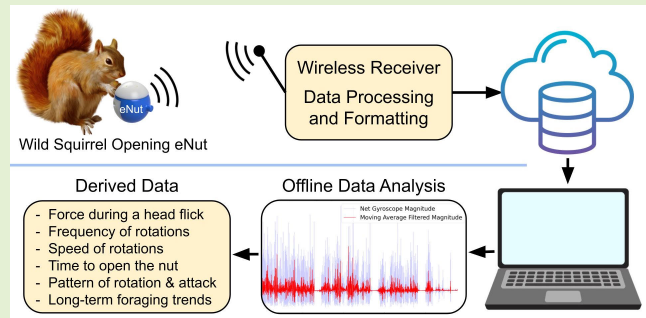 eNut
Wild Squirrel Opening eNut
Wireless Receiver
Data Processing
and Formatting
Derived Data
- Force during a head flick
- Frequency of rotations
- Speed of rotations
- Time to open the nut
- Pattern of rotation & attack
- Long-term foraging trends
Offline Data Analysis
Net Gyroscope Magnitude
Moving Average Filtered Magnitude